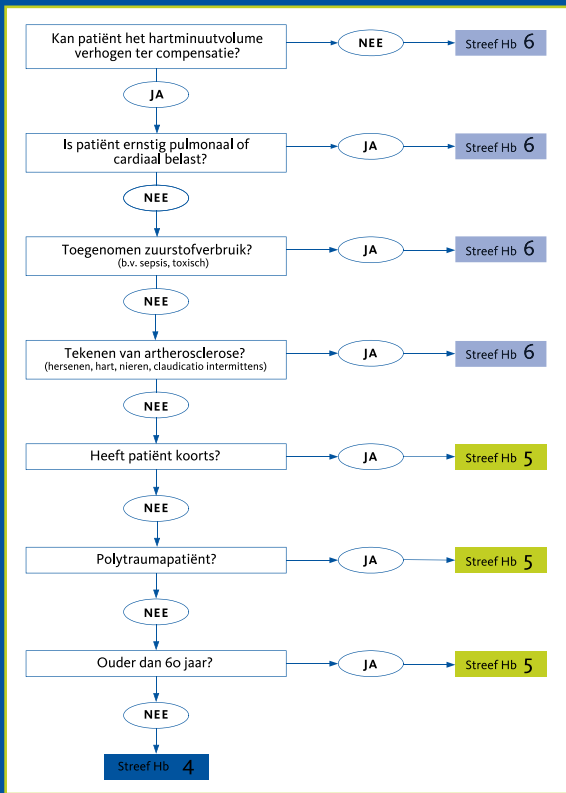 Kan patiënt het hartminuutvolume
verhogen ter compensatie?
NEE
Streef Hb 6
JA
Is patiënt ernstig pulmonaal of
cardiaal belast?
JA
Streef Hb 6
NEE
Toegenomen zuurstofverbruik?
(b.v. sepsis, toxisch)
JA
Streef Hb 6
NEE
Tekenen van artherosclerose?
(hersenen, hart, nieren, claudicatio intermittens)
JA
Streef Hb 6
NEE
Heeft patiënt koorts?
JA
Streef Hb 5
NEE
Polytraumapatiënt?
JA
Streef Hb 5
NEE
Ouder dan 60 jaar?
JA
Streef Hb 5
NEE
Streef Hb 4